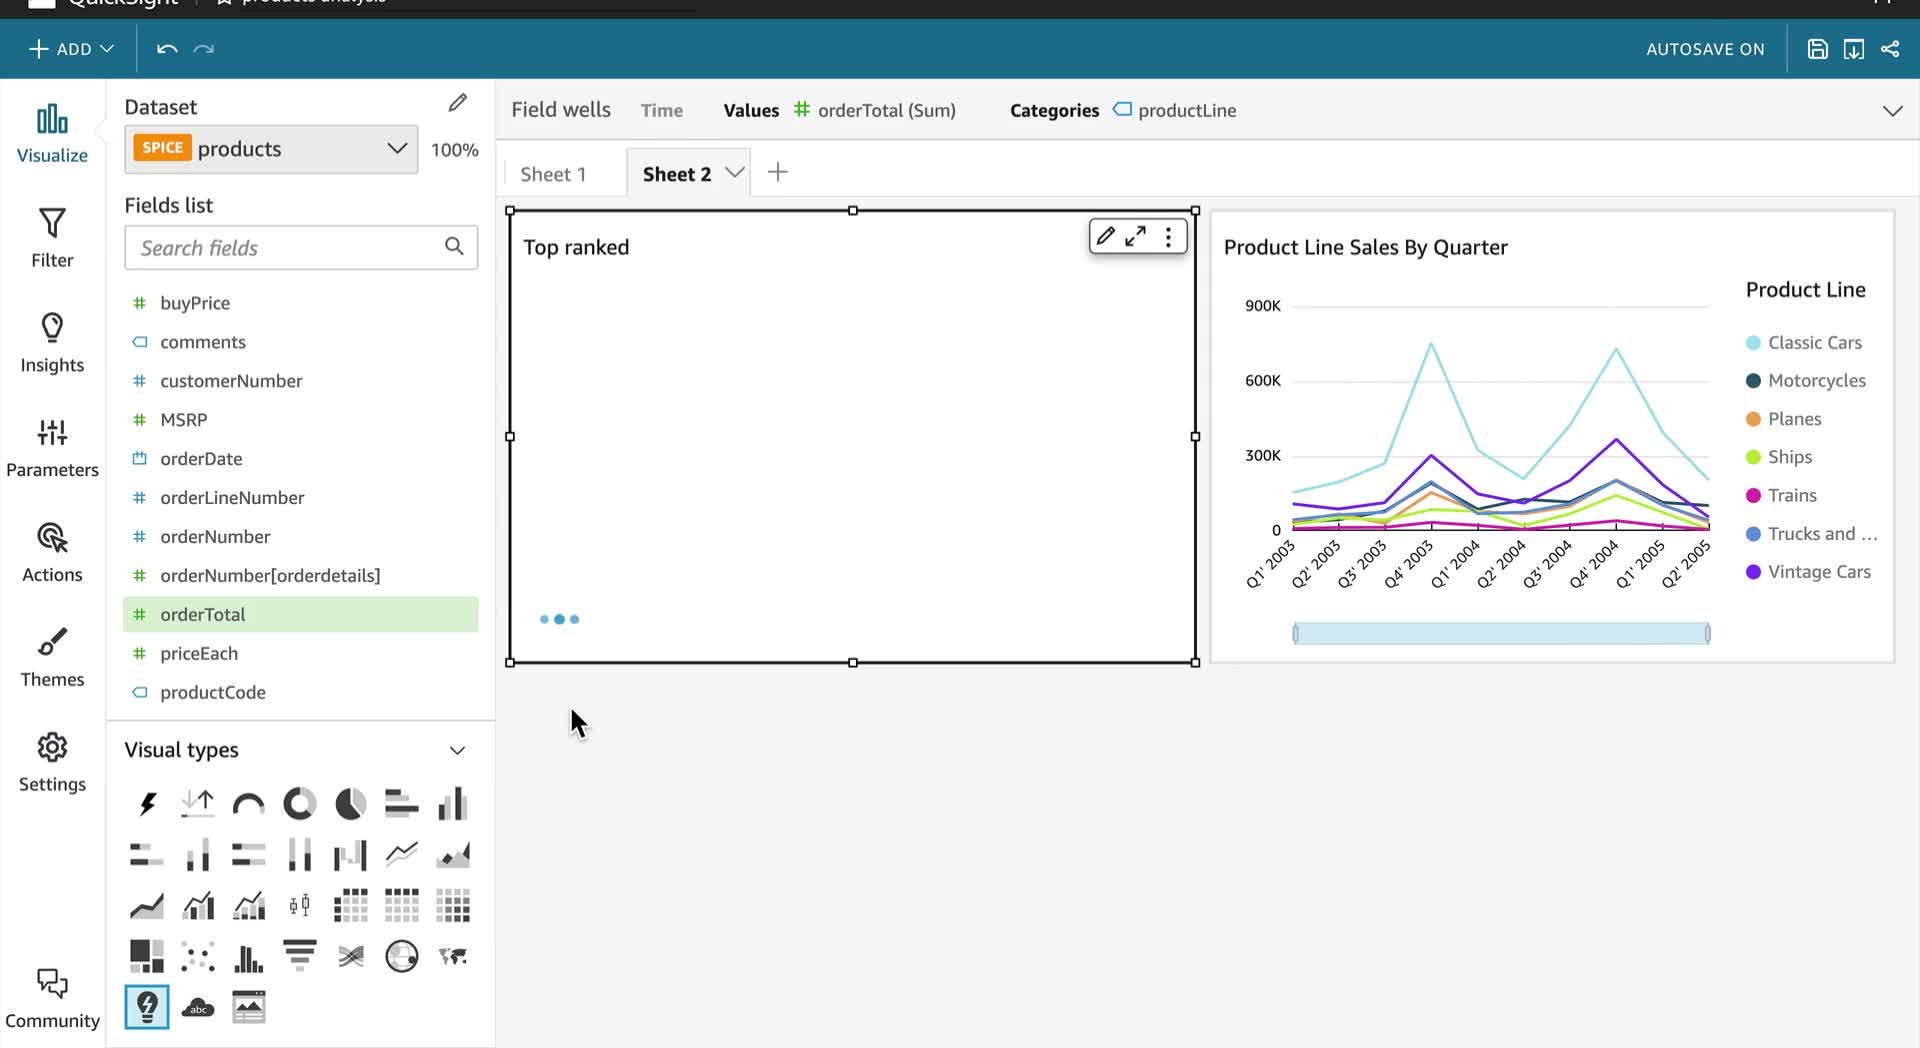 QuickSight products analysis
ADD AUTOSAVE ON
Visualize
Filter
Insights
Parameters
Actions
Themes
Settings
Community
Dataset
SPICE products 100%
Fields list
Search fields
buyPrice
comments
customerNumber
MSRP
orderDate
orderLineNumber
orderNumber
orderNumber[orderdetails]
orderTotal
priceEach
productCode
Visual types
abc
Field wells Time Values orderTotal (Sum) Categories productLine
Sheet 1 Sheet 2
Top ranked
Product Line Sales By Quarter
900K
600K
300K
0
Q1' 2003
Q2' 2003
Q3' 2003
Q4' 2003
Q1' 2004
Q2' 2004
Q3' 2004
Q4' 2004
Q1' 2005
Q2' 2005
Product Line
Classic Cars
Motorcycles
Planes
Ships
Trains
Trucks and ...
Vintage Cars